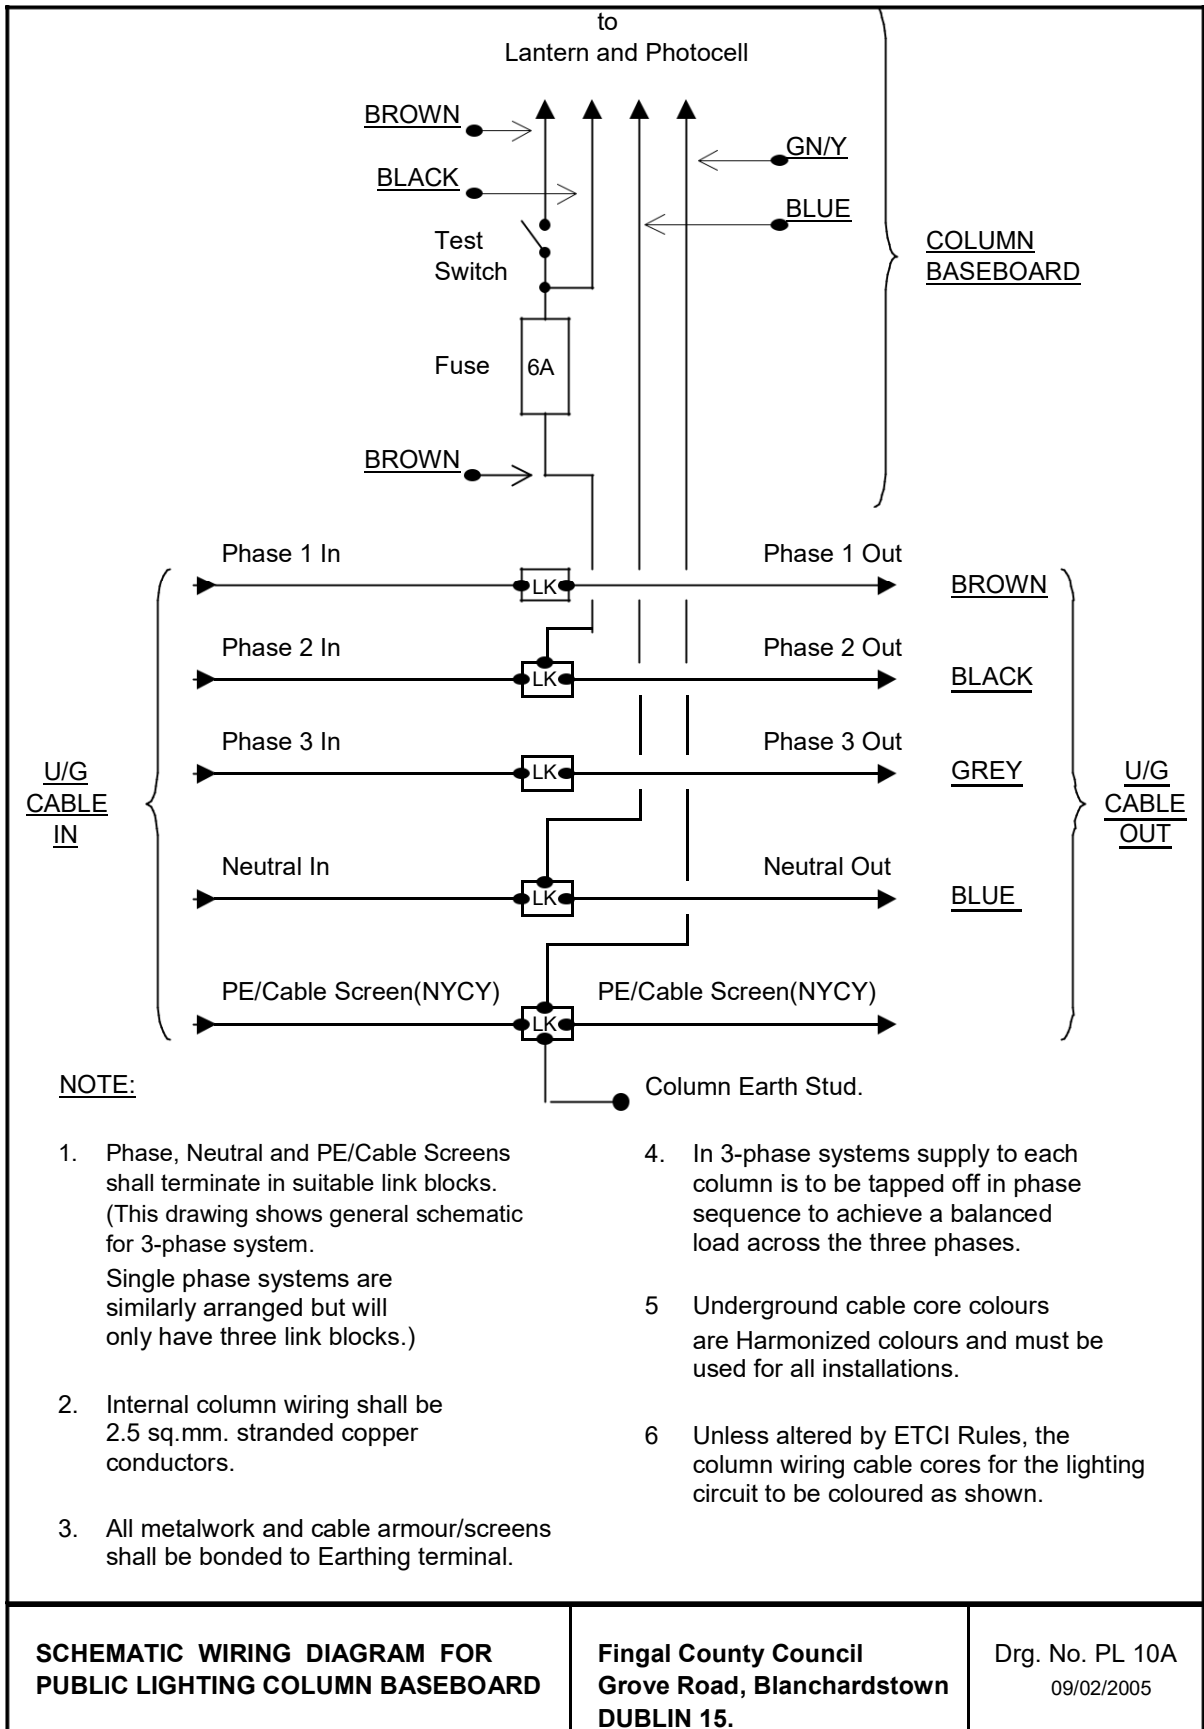 to
Lantern and Photocell
BROWN
GN/Y
BLACK
BLUE
Test
Switch
COLUMN
BASEBOARD
Fuse
6A
BROWN
Phase 1 In
Phase 1 Out
LK
BROWN
Phase 2 In
Phase 2 Out
LK
BLACK
Phase 3 In
Phase 3 Out
LK
GREY
U/G
CABLE
IN
U/G
CABLE
OUT
Neutral In
Neutral Out
LK
BLUE
PE/Cable Screen(NYCY)
PE/Cable Screen(NYCY)
LK
Column Earth Stud.
NOTE:
1. Phase, Neutral and PE/Cable Screens
shall terminate in suitable link blocks.
(This drawing shows general schematic
for 3-phase system.
Single phase systems are
similarly arranged but will
only have three link blocks.)
2. Internal column wiring shall be
2.5 sq.mm. stranded copper
conductors.
3. All metalwork and cable armour/screens
shall be bonded to Earthing terminal.
4. In 3-phase systems supply to each
column is to be tapped off in phase
sequence to achieve a balanced
load across the three phases.
5 Underground cable core colours
are Harmonized colours and must be
used for all installations.
6 Unless altered by ETCI Rules, the
column wiring cable cores for the lighting
circuit to be coloured as shown.
SCHEMATIC WIRING DIAGRAM FOR
PUBLIC LIGHTING COLUMN BASEBOARD
Fingal County Council
Grove Road, Blanchardstown
DUBLIN 15.
Drg. No. PL 10A
09/02/2005